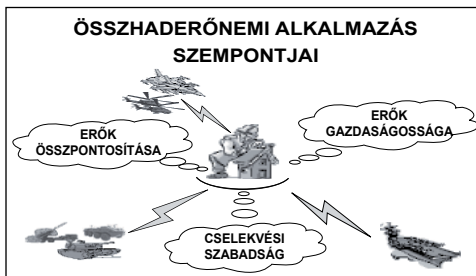 ÖSSZHADERŐNEMI ALKALMAZÁS
SZEMPONTJAI
ERŐK
ÖSSZPONTOSÍTÁSA
ERŐK
GAZDASÁGOSSÁGA
CSELEKVÉSI
SZABADSÁG